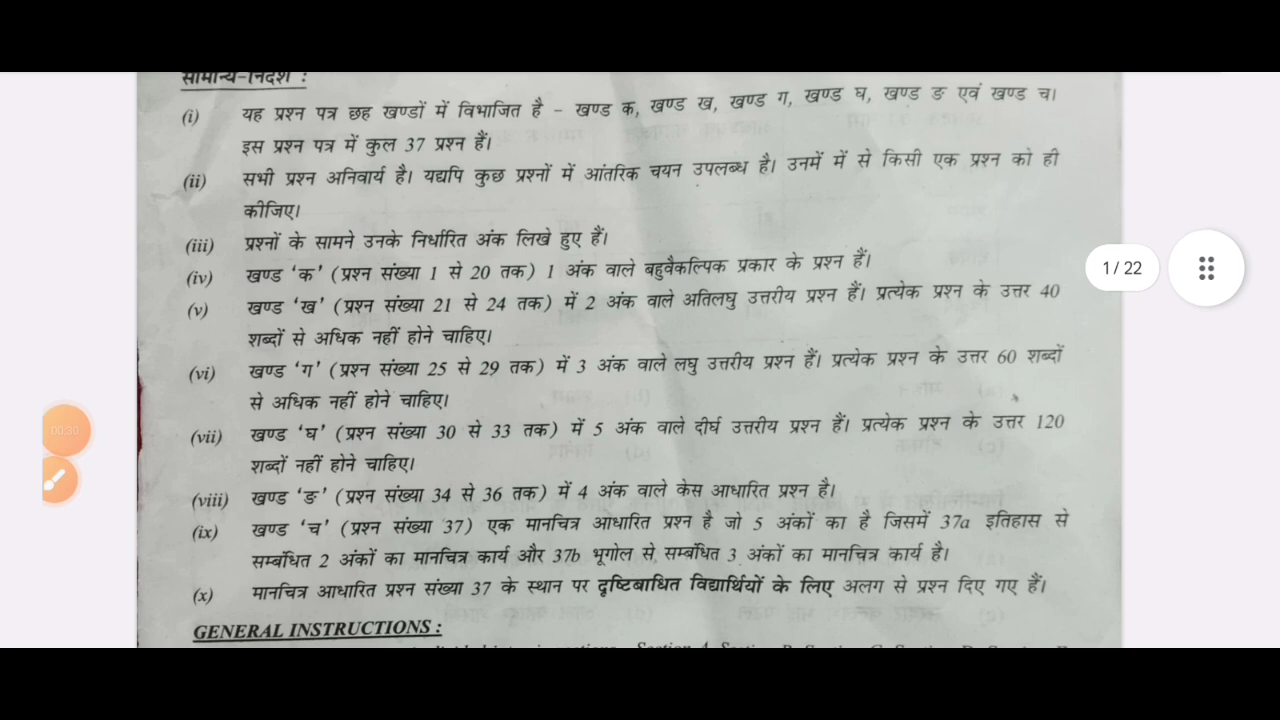 सामान्य-निर्देश :
(i) यह प्रश्न पत्र छह खण्डों में विभाजित है – खण्ड क, खण्ड ख, खण्ड ग, खण्ड घ, खण्ड ङ एवं खण्ड च।
इस प्रश्न पत्र में कुल 37 प्रश्न हैं।
(ii) सभी प्रश्न अनिवार्य है। यद्यपि कुछ प्रश्नों में आंतरिक चयन उपलब्ध है। उनमें में से किसी एक प्रश्न को ही
कीजिए।
(iii) प्रश्नों के सामने उनके निर्धारित अंक लिखे हुए हैं।
(iv) खण्ड ‘क’ (प्रश्न संख्या 1 से 20 तक) 1 अंक वाले बहुवैकल्पिक प्रकार के प्रश्न हैं।
1 / 22
(v) खण्ड ‘ख’ (प्रश्न संख्या 21 से 24 तक) में 2 अंक वाले अतिलघु उत्तरीय प्रश्न हैं। प्रत्येक प्रश्न के उत्तर 40
शब्दों से अधिक नहीं होने चाहिए।
(vi) खण्ड ‘ग’ (प्रश्न संख्या 25 से 29 तक) में 3 अंक वाले लघु उत्तरीय प्रश्न हैं। प्रत्येक प्रश्न के उत्तर 60 शब्दों
से अधिक नहीं होने चाहिए।
(vii) खण्ड ‘घ’ (प्रश्न संख्या 30 से 33 तक) में 5 अंक वाले दीर्घ उत्तरीय प्रश्न हैं। प्रत्येक प्रश्न के उत्तर 120
00:30
शब्दों नहीं होने चाहिए।
(viii) खण्ड ‘ङ’ (प्रश्न संख्या 34 से 36 तक) में 4 अंक वाले केस आधारित प्रश्न है।
(ix) खण्ड ‘च’ (प्रश्न संख्या 37) एक मानचित्र आधारित प्रश्न है जो 5 अंकों का है जिसमें 37a इतिहास से
सम्बंधित 2 अंकों का मानचित्र कार्य और 37b भूगोल से सम्बंधित 3 अंकों का मानचित्र कार्य है।
(x) मानचित्र आधारित प्रश्न संख्या 37 के स्थान पर दृष्टिबाधित विद्यार्थियों के लिए अलग से प्रश्न दिए गए हैं।
GENERAL INSTRUCTIONS :